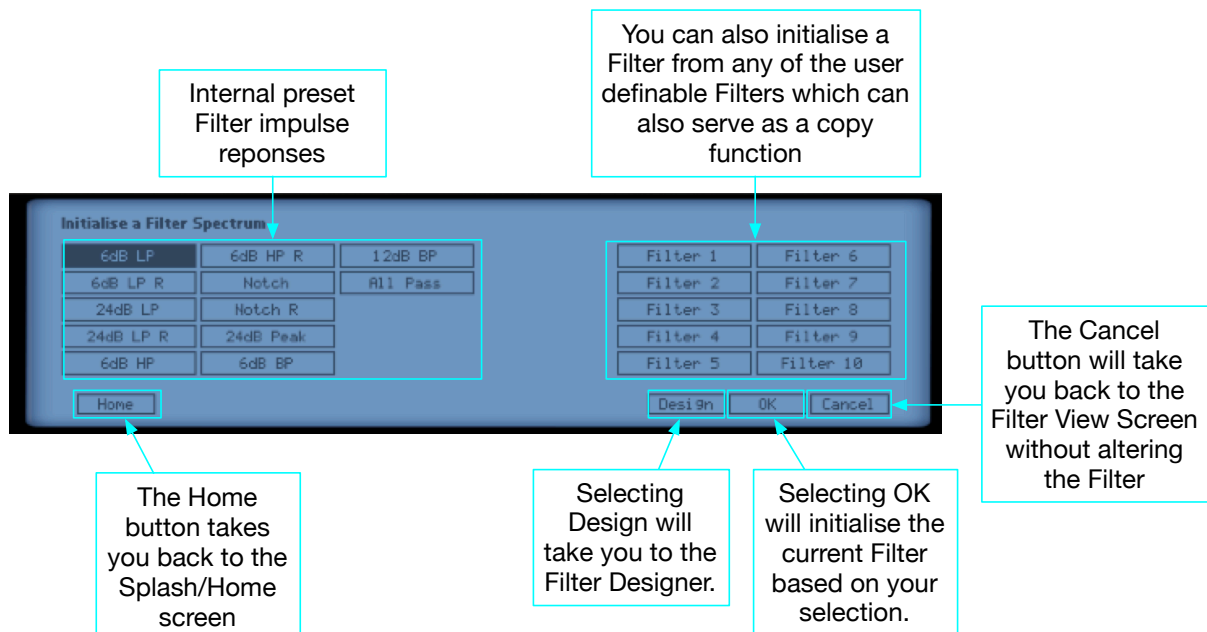 You can also initialise a
Filter from any of the user
definable Filters which can
also serve as a copy
function
Internal preset
Filter impulse
reponses
Initialise a Filter Spectrum
6dB LP
6dB HP R
12dB BP
6dB LP R
Notch
All Pass
24dB LP
Notch R
24dB LP R
24dB Peak
6dB HP
6dB BP
Filter 1
Filter 6
Filter 2
Filter 7
Filter 3
Filter 8
Filter 4
Filter 9
Filter 5
Filter 10
Home
Design
OK
Cancel
The Cancel
button will take
you back to the
Filter View Screen
without altering
the Filter
The Home
button takes
you back to the
Splash/Home
screen
Selecting
Design will
take you to the
Filter Designer.
Selecting OK
will initialise the
current Filter
based on your
selection.